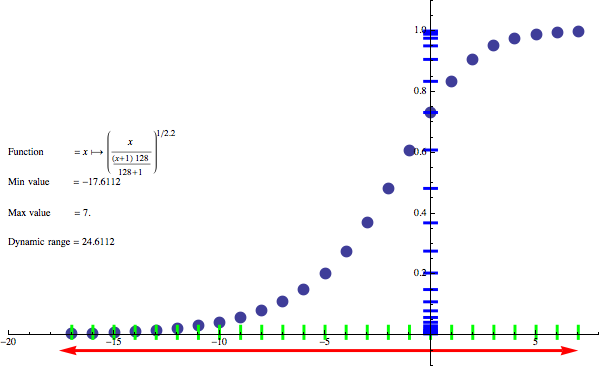 1.0
0.8
Function = x ↦ ( x / ( (x+1) 128 / 128+1 ) )^1/2.2
0.6
Min value = −17.6112
Max value = 7.
0.4
Dynamic range = 24.6112
0.2
−20 −15 −10 −5 5